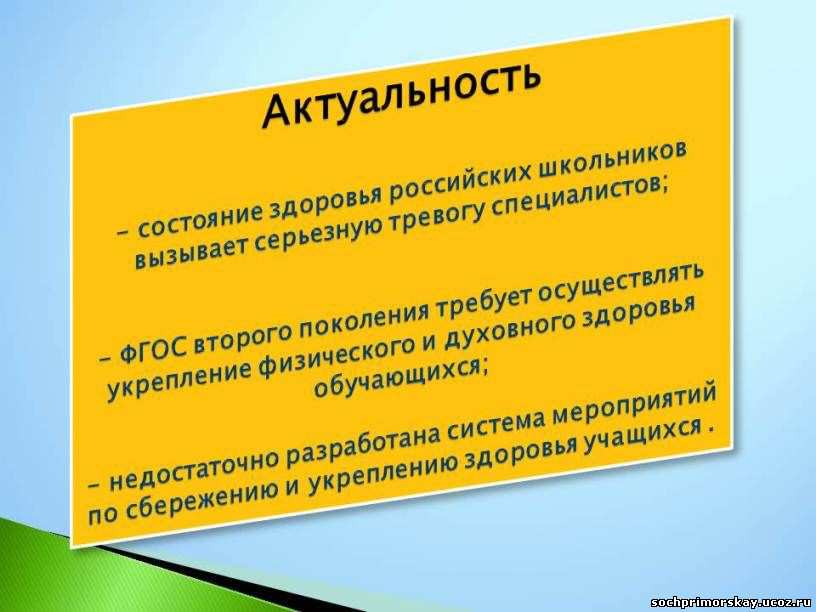 Актуальность
– состояние здоровья российских школьников
вызывает серьезную тревогу специалистов;
– ФГОС второго поколения требует осуществлять
укрепление физического и духовного здоровья
обучающихся;
– недостаточно разработана система мероприятий
по сбережению и укреплению здоровья учащихся .
sochprimorskay.ucoz.ru